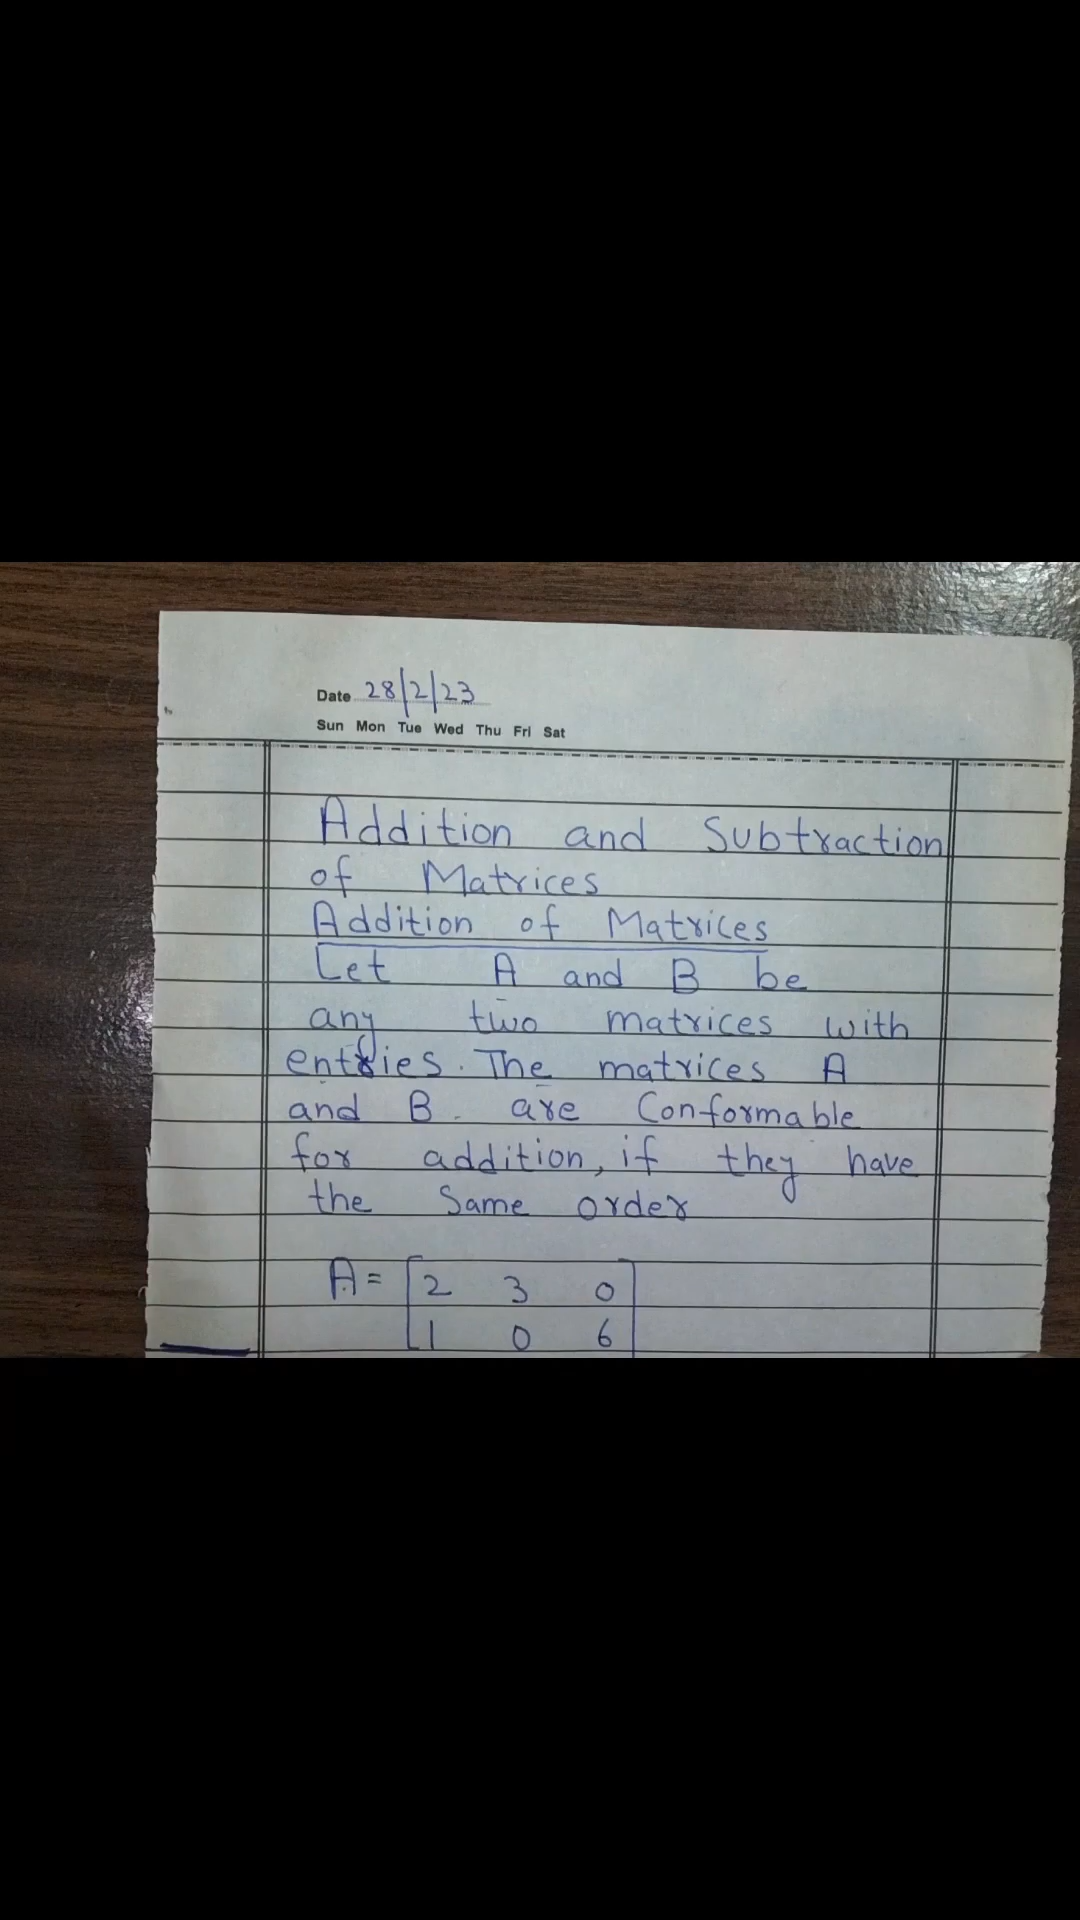 Date 28/2/23
Sun Mon Tue Wed Thu Fri Sat
Addition and Subtraction
of Matrices
Addition of Matrices
Let A and B be
any two matrices with
entries. The matrices A
and B are Conformable
for addition, if they have
the Same order
A = [2 3 0
1 0 6]